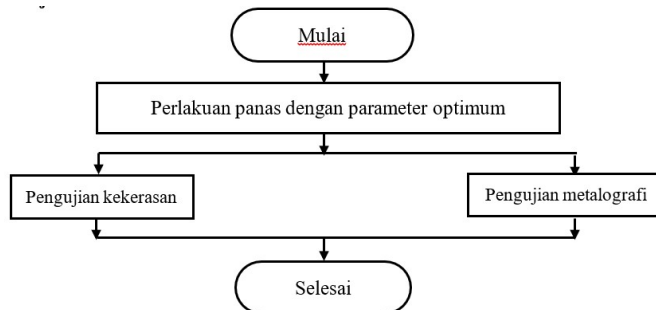 Mulai
Perlakuan panas dengan parameter optimum
Pengujian kekerasan
Pengujian metalografi
Selesai